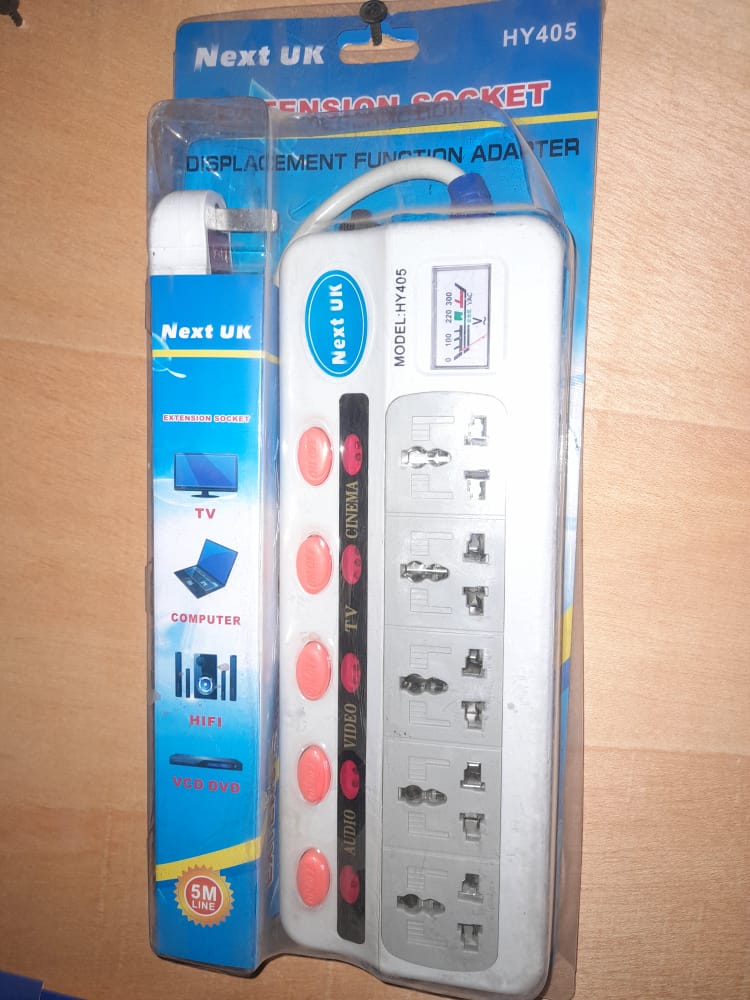 Next UK
HY405
EXTENSION SOCKET
DISPLACEMENT FUNCTION ADAPTER
Next UK
EXTENSION SOCKET
TV
COMPUTER
HIFI
VCD DVD
5M
LINE
Next UK
MODEL:HY405
0 100 220 300
VAC
V
~
CINEMA
TV
VIDEO
AUDIO